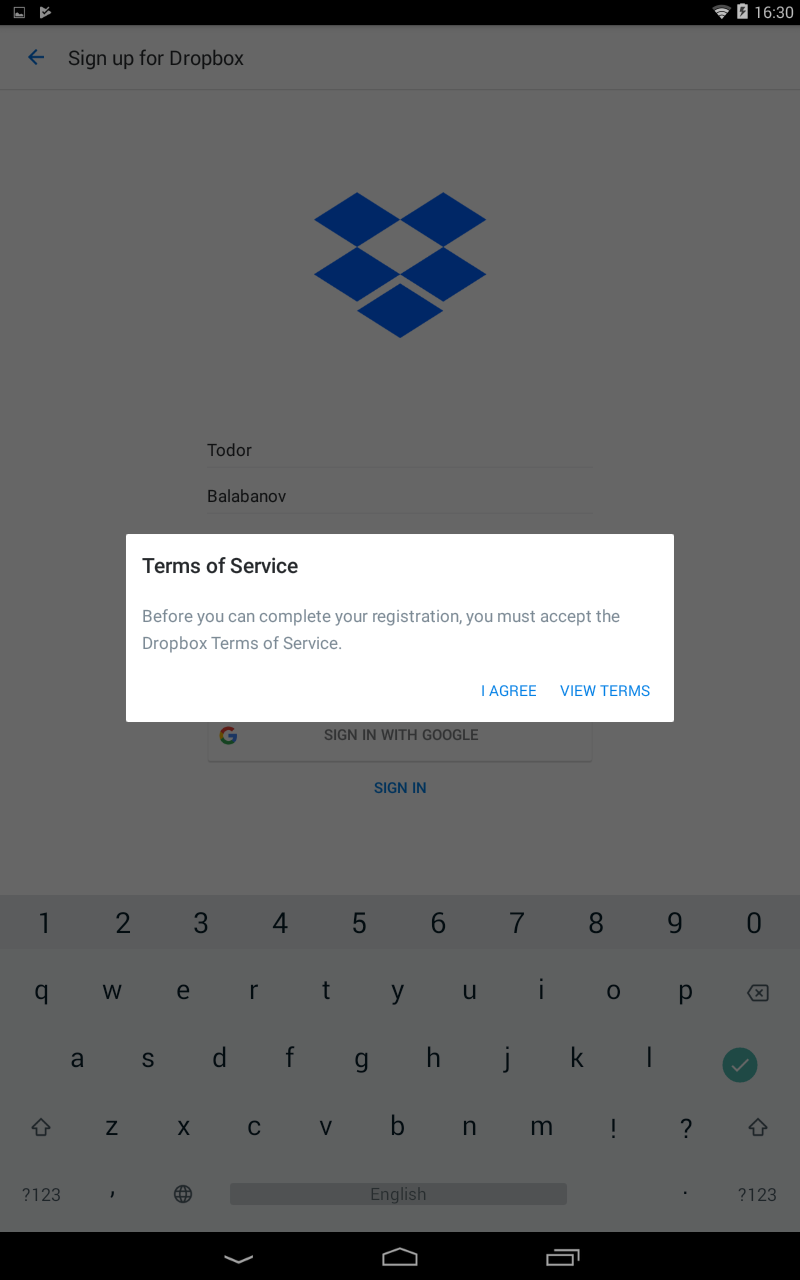 16:30
Sign up for Dropbox
Todor
Balabanov
Terms of Service
Before you can complete your registration, you must accept the
Dropbox Terms of Service.
I AGREE VIEW TERMS
SIGN IN WITH GOOGLE
SIGN IN
1 2 3 4 5 6 7 8 9 0
q w e r t y u i o p
a s d f g h j k l
z x c v b n m ! ?
?123 , English . ?123